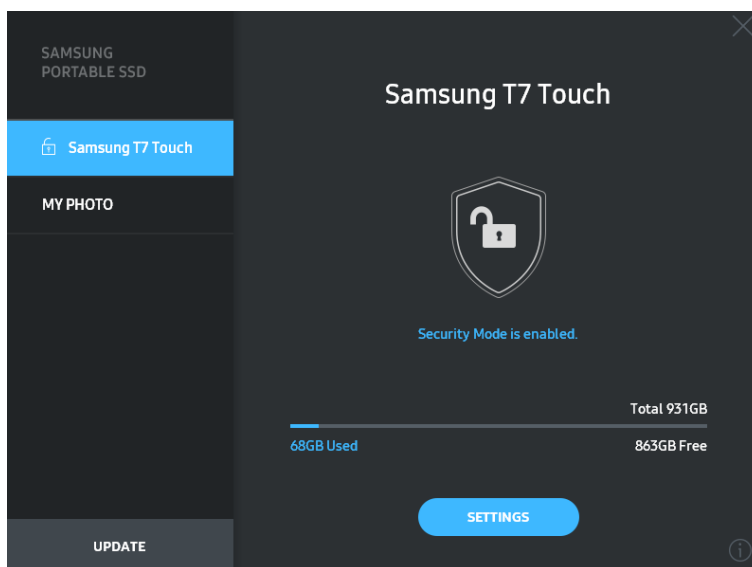 SAMSUNG
PORTABLE SSD
Samsung T7 Touch
MY PHOTO
UPDATE
Samsung T7 Touch
Security Mode is enabled.
Total 931GB
68GB Used
863GB Free
SETTINGS